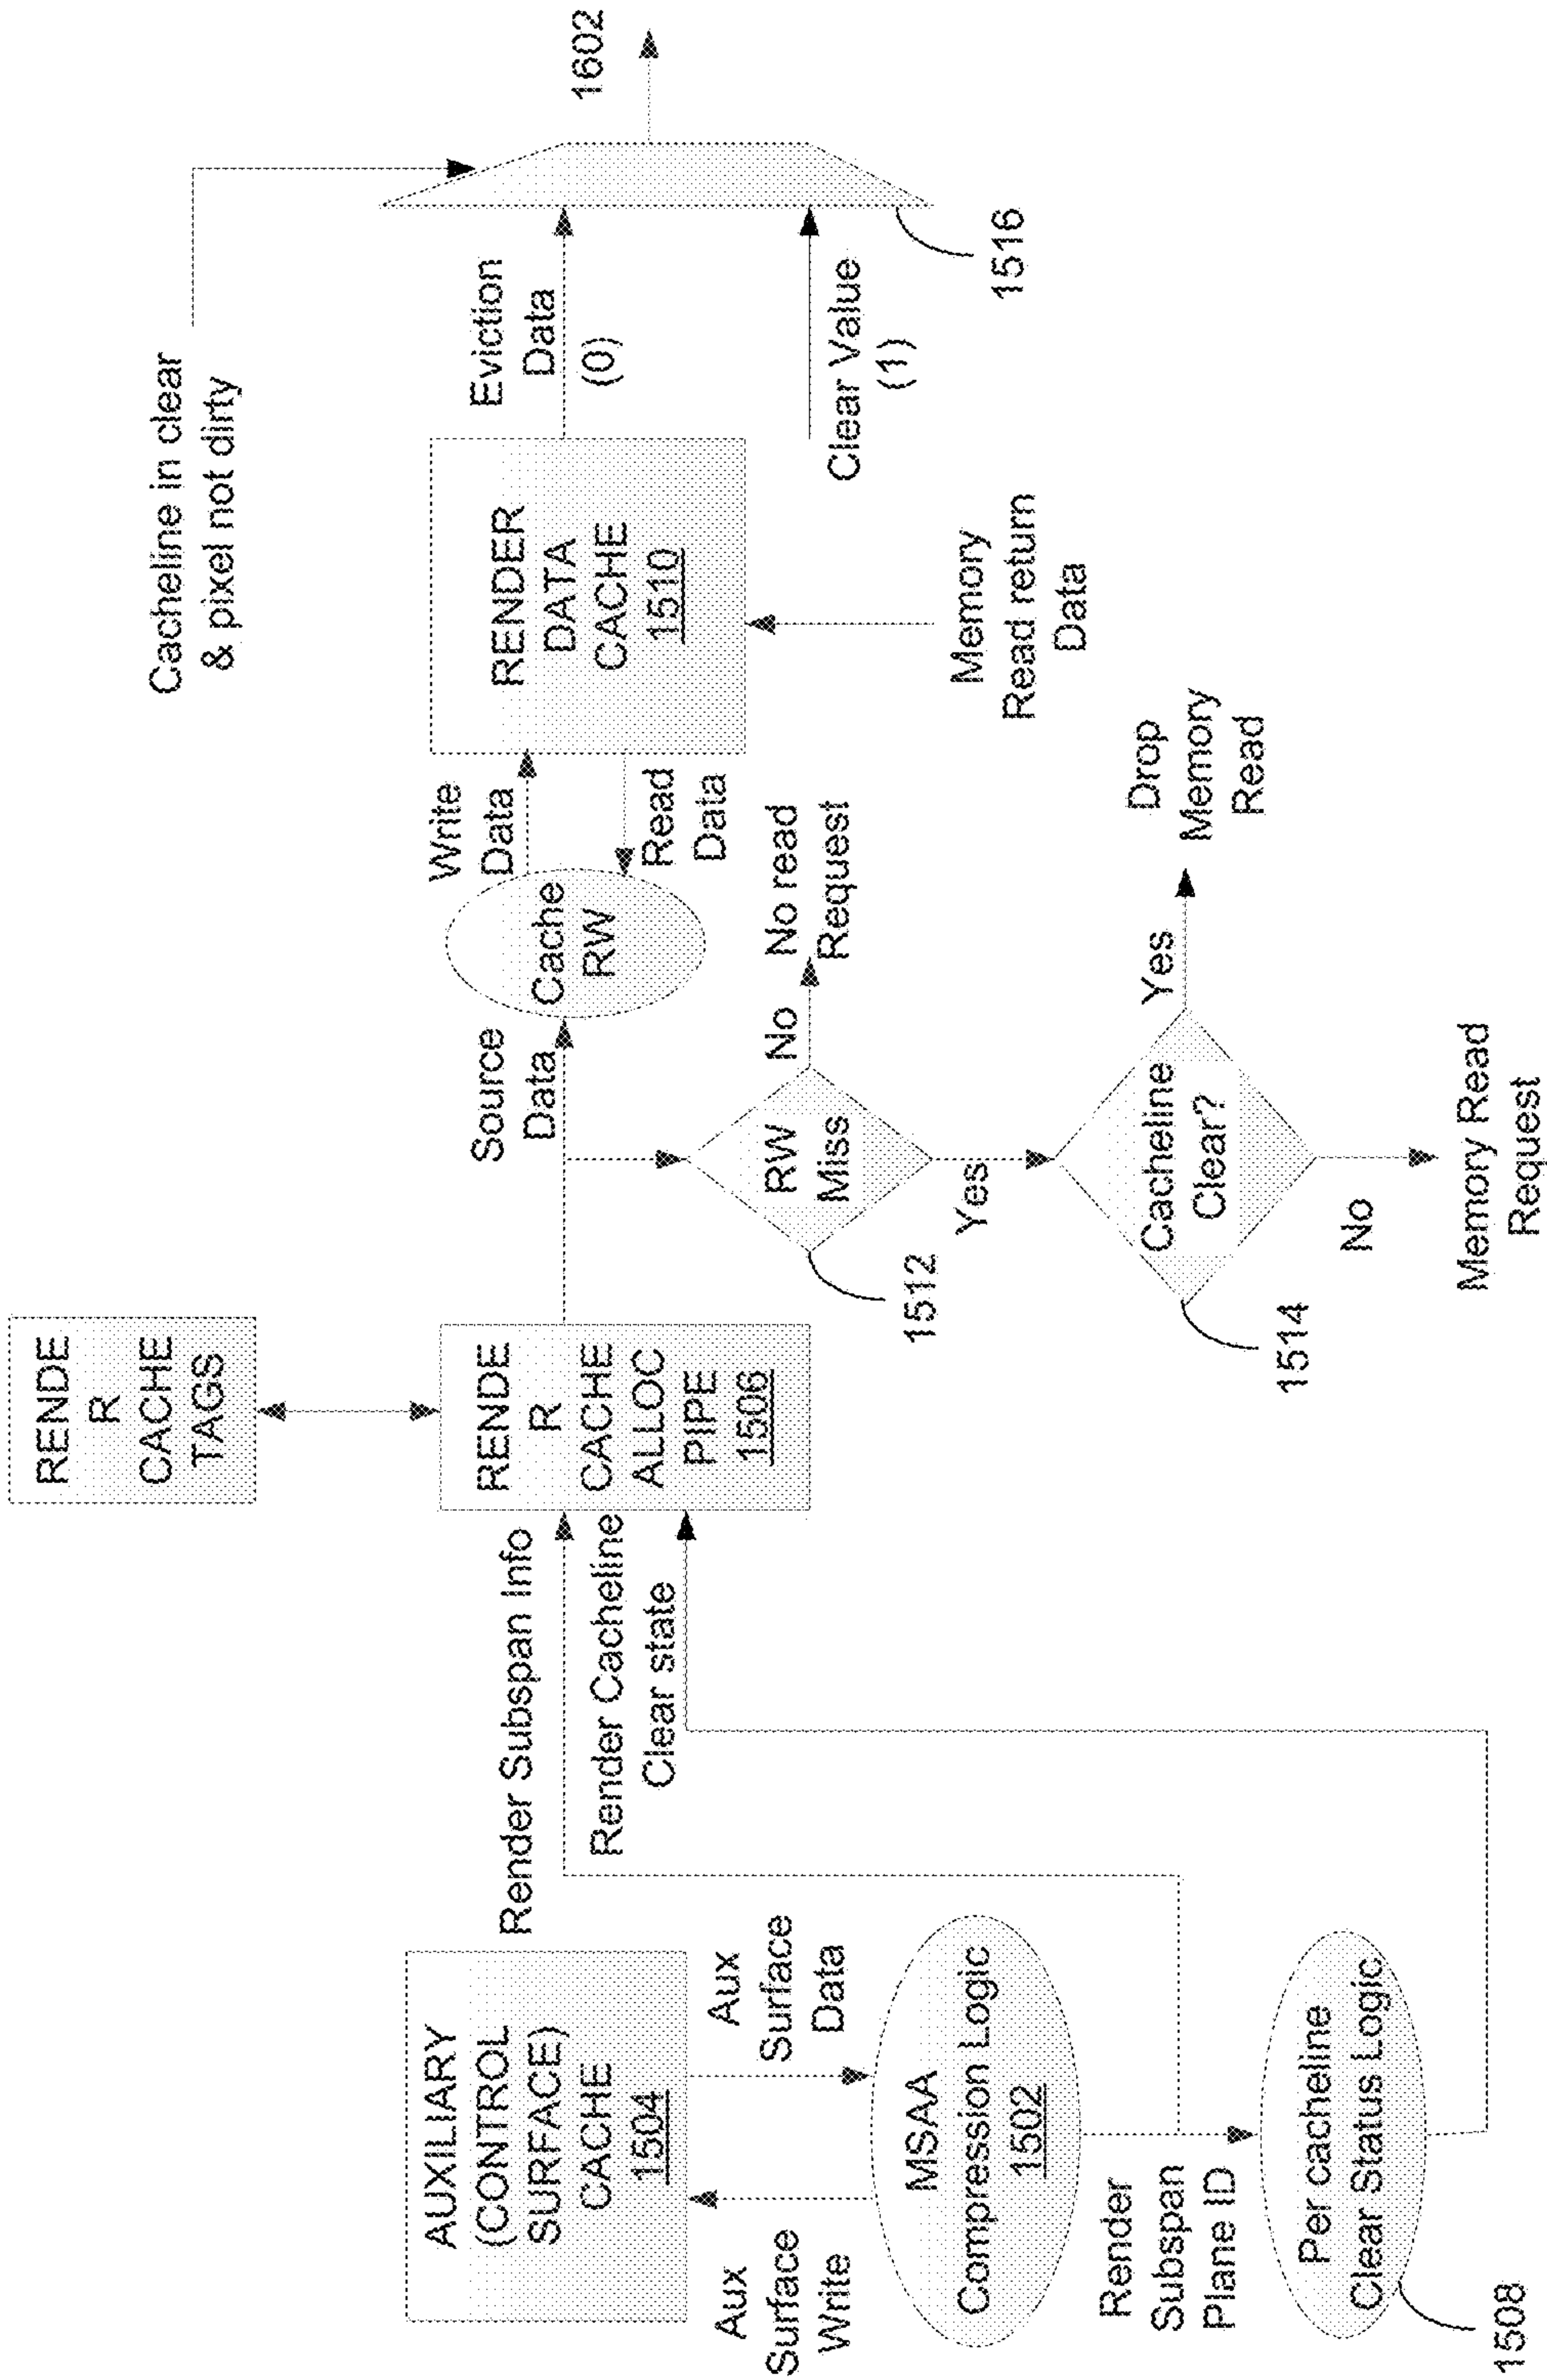 AUXILIARY
(CONTROL
SURFACE)
CACHE
1504
Aux
Surface
Write
Aux
Surface
Data
MSAA
Compression Logic
1502
Render
Subspan
Plane ID
Per cacheline
Clear Status Logic
1508
Render Subspan Info
Render Cacheline
Clear state
RENDE
R
CACHE
TAGS
RENDE
R
CACHE
ALLOC
PIPE
1506
Source
Data
Cache
RW
Write
Data
Read
Data
RW
Miss
1512
No
No read
Request
Yes
Cacheline
Clear?
1514
Yes
Drop
Memory
Read
No
Memory Read
Request
RENDER
DATA
CACHE
1510
Memory
Read return
Data
Eviction
Data
(0)
Clear Value
(1)
Cacheline in clear
& pixel not dirty
1516
1602